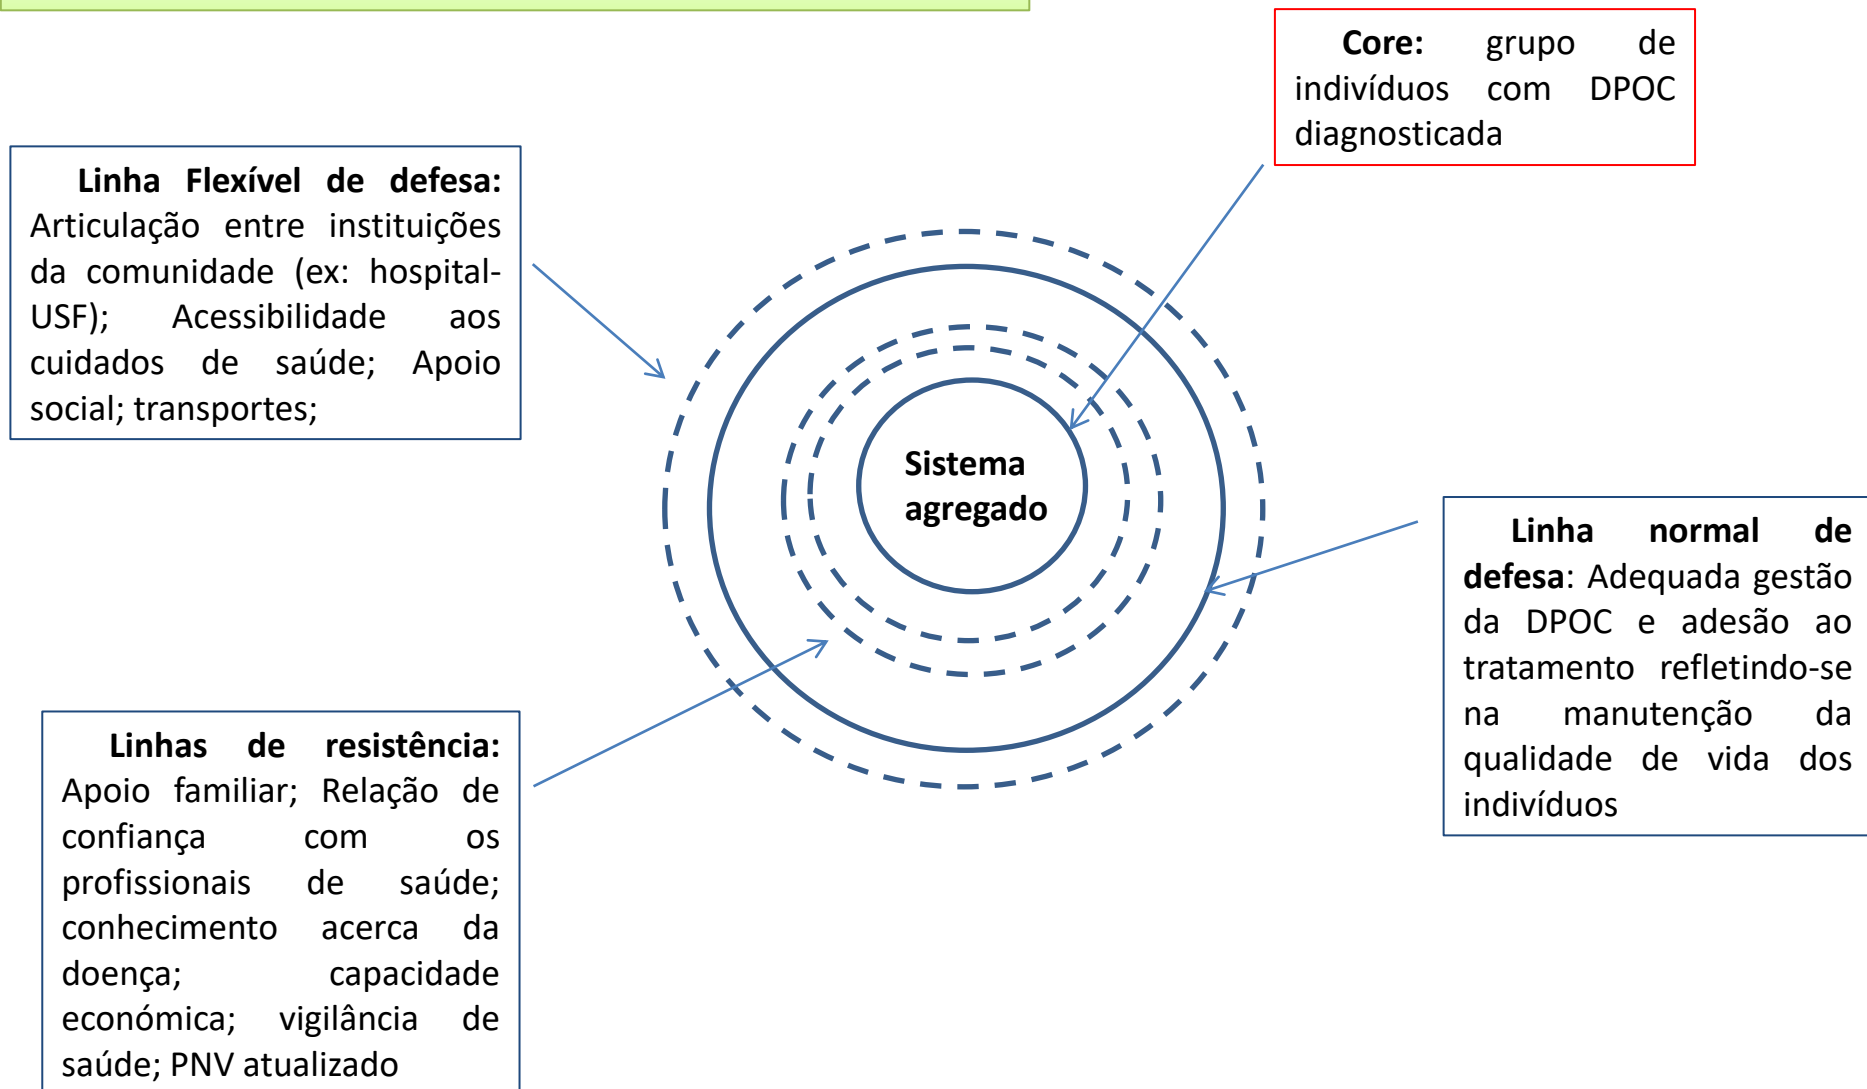 Core: grupo de
indivíduos com DPOC
diagnosticada
Linha Flexível de defesa:
Articulação entre instituições
da comunidade (ex: hospital-
USF); Acessibilidade aos
cuidados de saúde; Apoio
social; transportes;
Sistema
agregado
Linha normal de
defesa: Adequada gestão
da DPOC e adesão ao
tratamento refletindo-se
na manutenção da
qualidade de vida dos
indivíduos
Linhas de resistência:
Apoio familiar; Relação de
confiança com os
profissionais de saúde;
conhecimento acerca da
doença; capacidade
económica; vigilância de
saúde; PNV atualizado